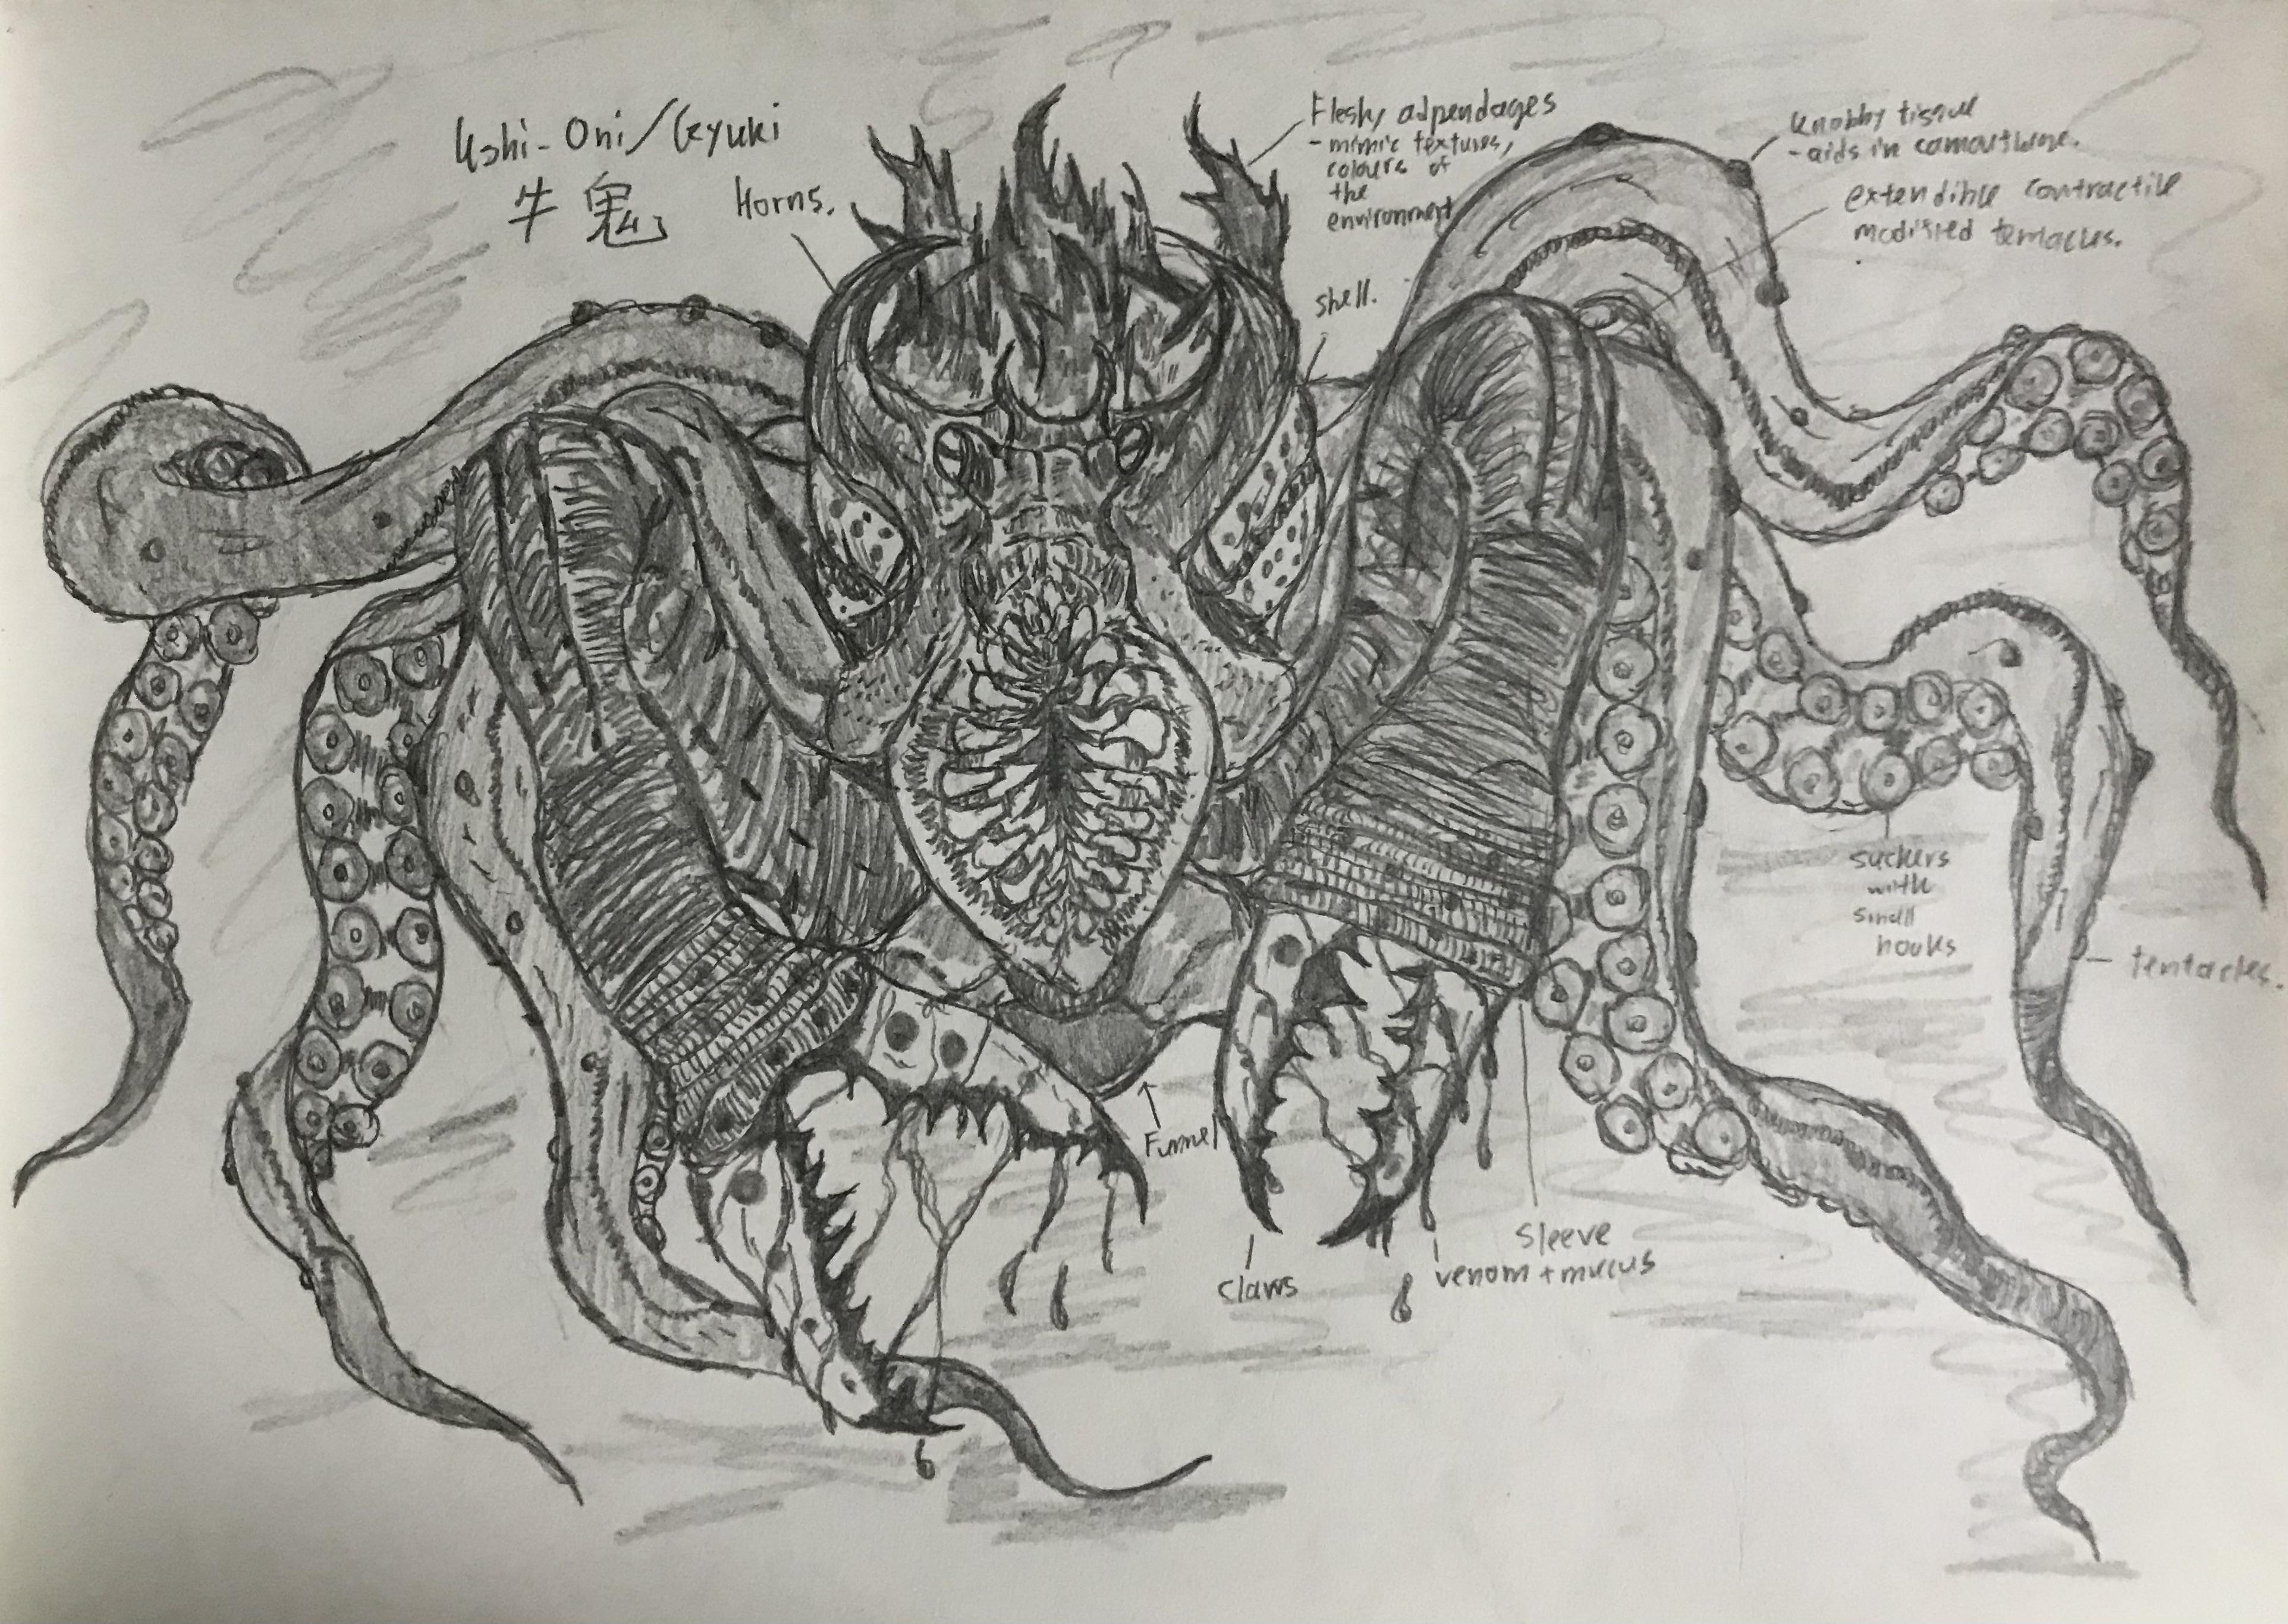 Ushi-Oni/Gyuki
牛鬼
Horns.
Fleshy adpendages
- mimic textures,
colours of
the
environment
Knobby tissue
- aids in camouflage.
extendible contractile
modified tentacles.
shell.
suckers
with
small
hooks
tentacles.
Funnel
claws
venom + mucus
sleeve